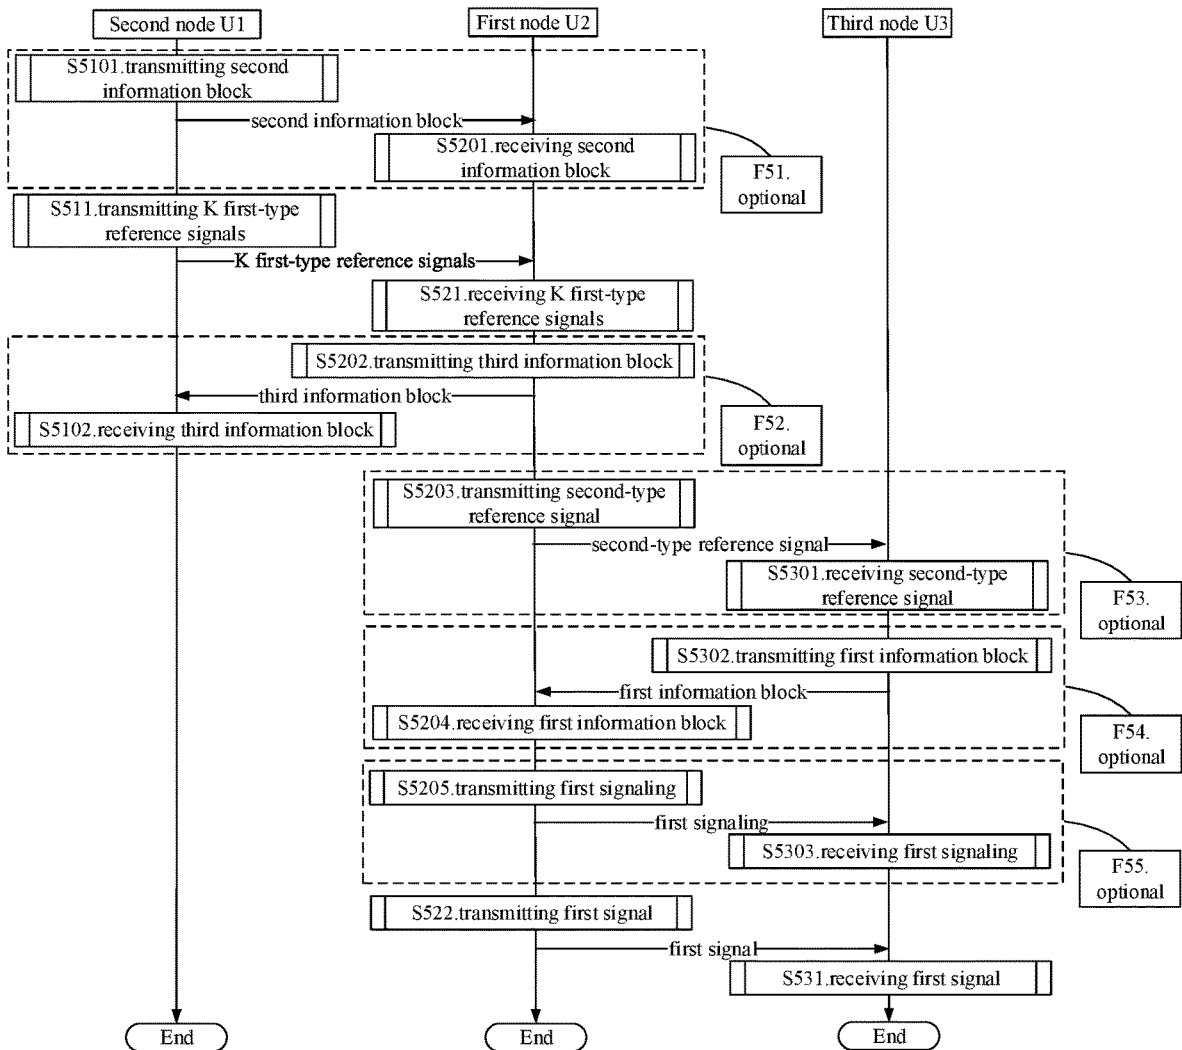 Second node U1
First node U2
Third node U3
S5101.transmitting second
information block
second information block
S5201.receiving second
information block
F51.
optional
S511.transmitting K first-type
reference signals
K first-type reference signals
S521.receiving K first-type
reference signals
S5202.transmitting third information block
third information block
S5102.receiving third information block
F52.
optional
S5203.transmitting second-type
reference signal
second-type reference signal
S5301.receiving second-type
reference signal
F53.
optional
S5302.transmitting first information block
first information block
S5204.receiving first information block
F54.
optional
S5205.transmitting first signaling
first signaling
S5303.receiving first signaling
F55.
optional
S522.transmitting first signal
first signal
S531.receiving first signal
End
End
End